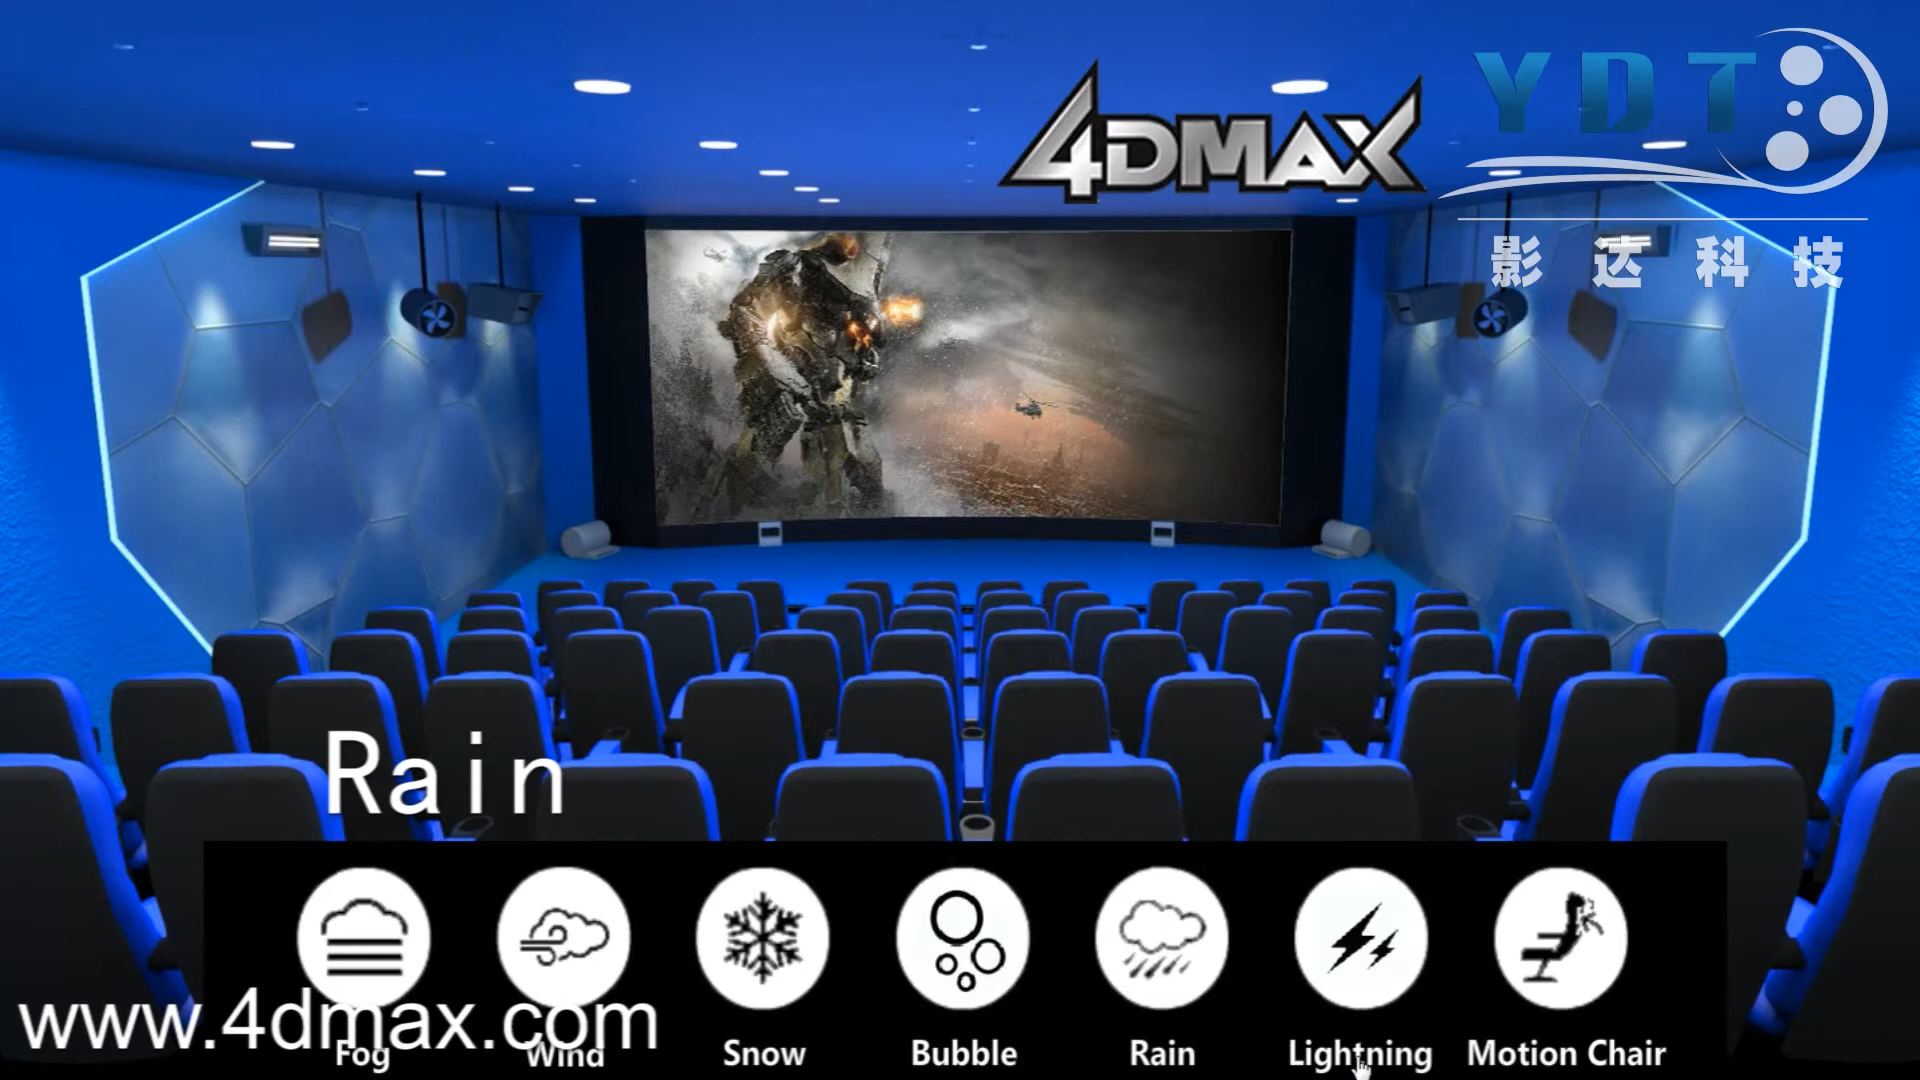 4DMAX
YDT
影达科技
Rain
www.4dmax.com
Fog
Wind
Snow
Bubble
Rain
Lightning
Motion Chair